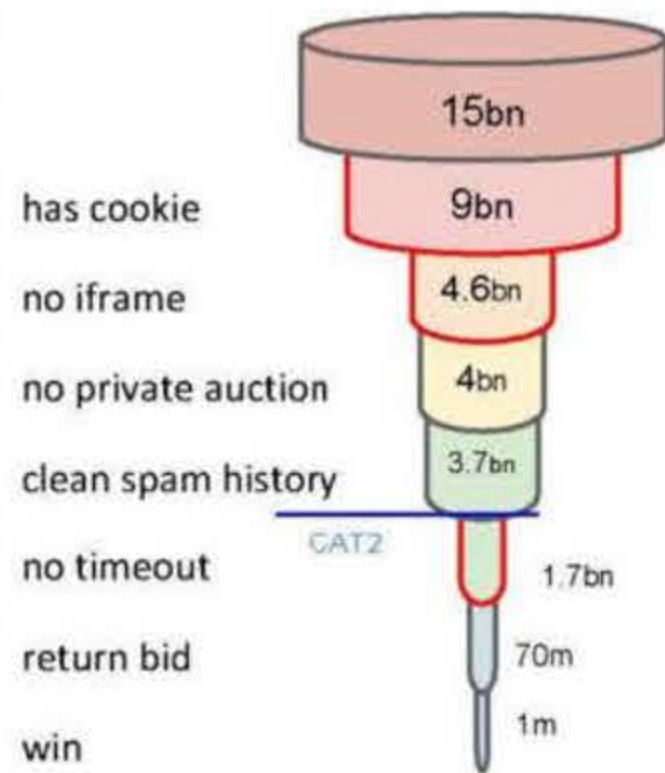 15bn
has cookie 9bn
no iframe 4.6bn
no private auction 4bn
clean spam history 3.7bn
CAT2
no timeout 1.7bn
return bid 70m
win 1m